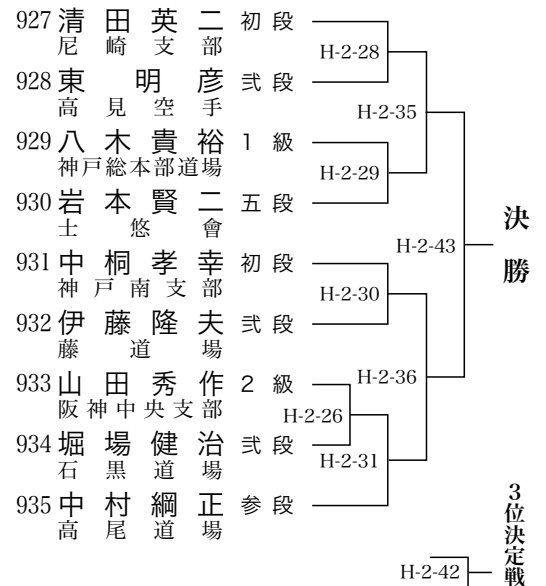 927 清田英二 初段
尼崎支部
H-2-28
928 東明彦 弐段
高見空手
H-2-35
929 八木貴裕 1級
神戸総本部道場
H-2-29
930 岩本賢二 五段
士悠會
H-2-43
決勝
931 中桐孝幸 初段
神戸南支部
H-2-30
932 伊藤隆夫 弐段
藤道場
H-2-36
933 山田秀作 2級
阪神中央支部
H-2-26
934 堀場健治 弐段
石黒道場
H-2-31
935 中村綱正 参段
高尾道場
3位決定戦
H-2-42